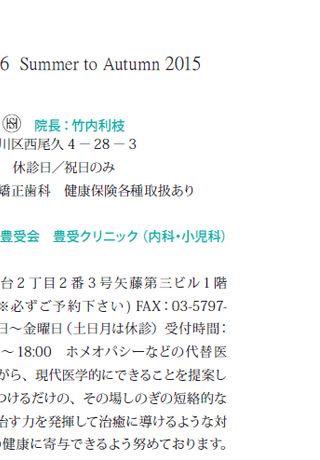 6 Summer to Autumn 2015
院長：竹内利枝
川区西尾久 4 － 28 － 3
休診日／祝日のみ
矯正歯科　健康保険各種取扱あり
豊受会　豊受クリニック（内科・小児科）
台２丁目２番３号矢藤第三ビル１階
※必ずご予約下さい) FAX：03-5797-
日〜金曜日（土日月は休診）受付時間：
〜 18:00　ホメオパシーなどの代替医
がら、現代医学的にできることを提案し
つけるだけの、その場しのぎの短絡的な
治す力を発揮して治癒に導けるような対
の健康に寄与できるよう努めております。